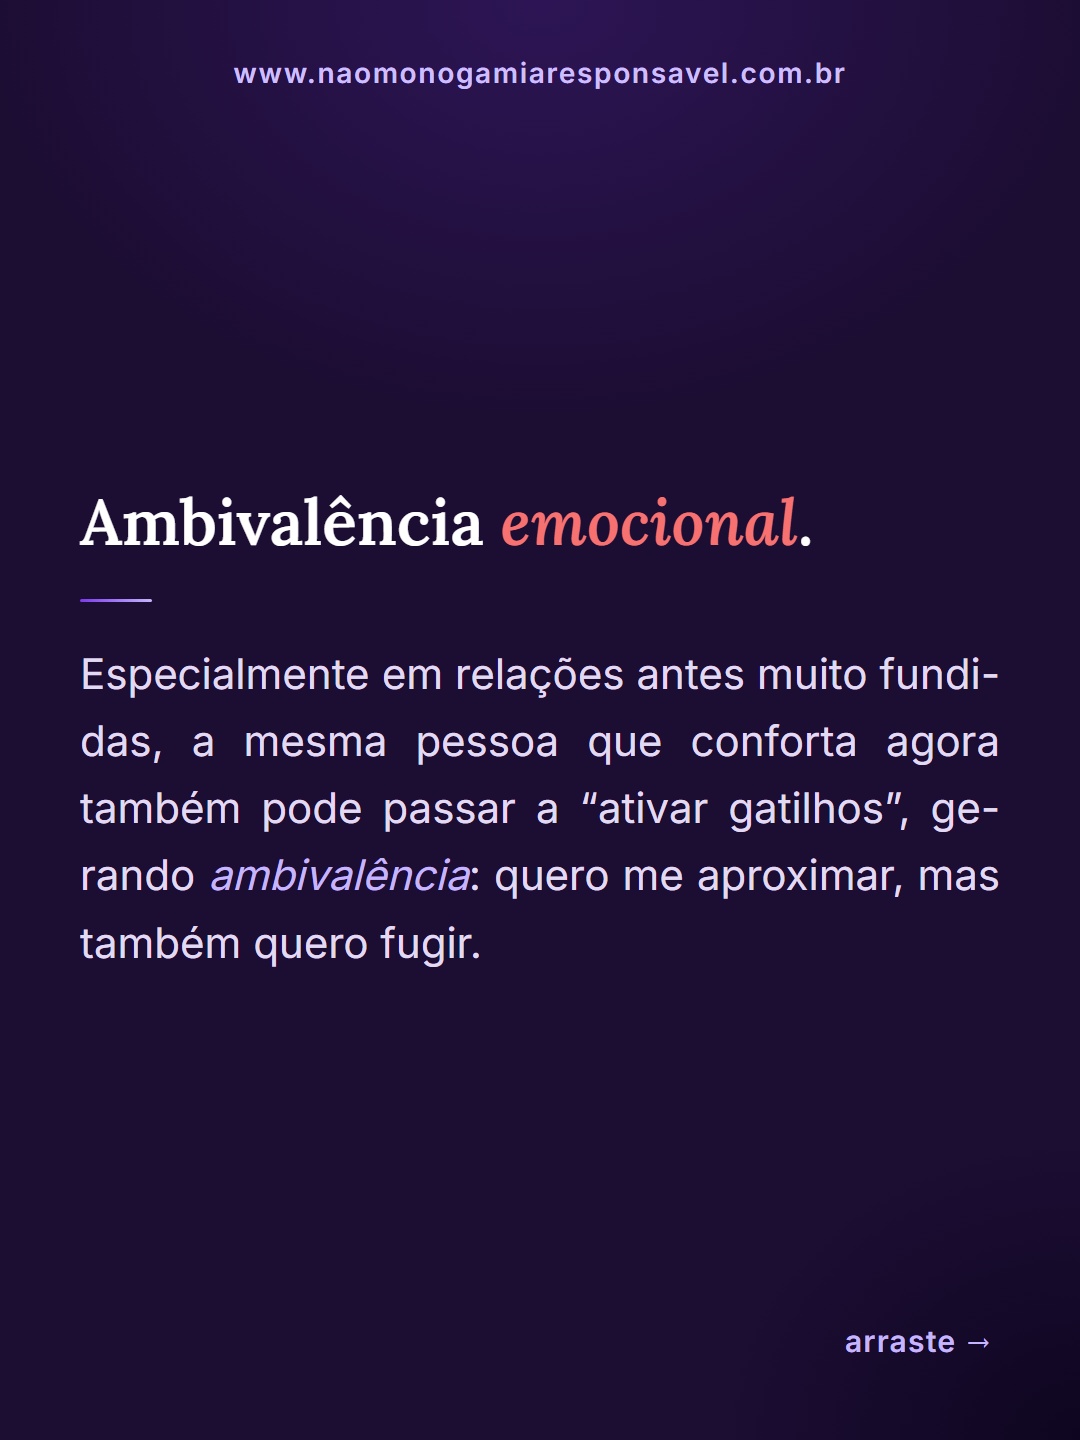 www.naomonogamiaresponsavel.com.br
Ambivalência emocional.
Especialmente em relações antes muito fundi-
das, a mesma pessoa que conforta agora
também pode passar a “ativar gatilhos”, ge-
rando ambivalência: quero me aproximar, mas
também quero fugir.
arraste →